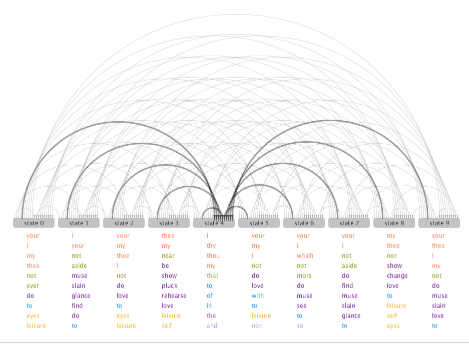 state 0 state 1 state 2 state 3 state 4 state 5 state 6 state 7 state 8 state 9
your i your thee i your your your my your
i your my my thy my i i thee thee
my not thee near thou i which not nor i
thee aside i be my not not aside show my
not muse not show that do more do change not
ever slain do pluck to love do find love do
do glance love rehearse of with muse muse to muse
to find to love in to see slain leisure slain
eyes do eyes leisure the leisure to glance self love
leisure to leisure self and nor so to eyes to